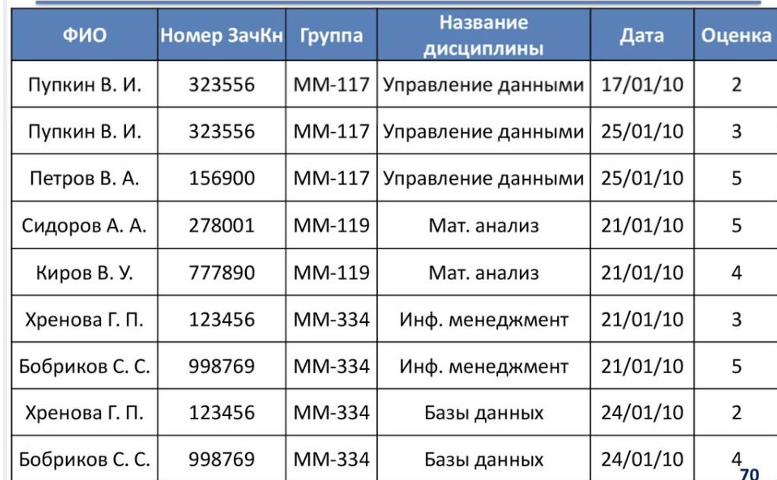 ФИО Номер ЗачКн Группа Название дисциплины Дата Оценка
Пупкин В. И. 323556 ММ-117 Управление данными 17/01/10 2
Пупкин В. И. 323556 ММ-117 Управление данными 25/01/10 3
Петров В. А. 156900 ММ-117 Управление данными 25/01/10 5
Сидоров А. А. 278001 ММ-119 Мат. анализ 21/01/10 5
Киров В. У. 777890 ММ-119 Мат. анализ 21/01/10 4
Хренова Г. П. 123456 ММ-334 Инф. менеджмент 21/01/10 3
Бобриков С. С. 998769 ММ-334 Инф. менеджмент 21/01/10 5
Хренова Г. П. 123456 ММ-334 Базы данных 24/01/10 2
Бобриков С. С. 998769 ММ-334 Базы данных 24/01/10 4
70